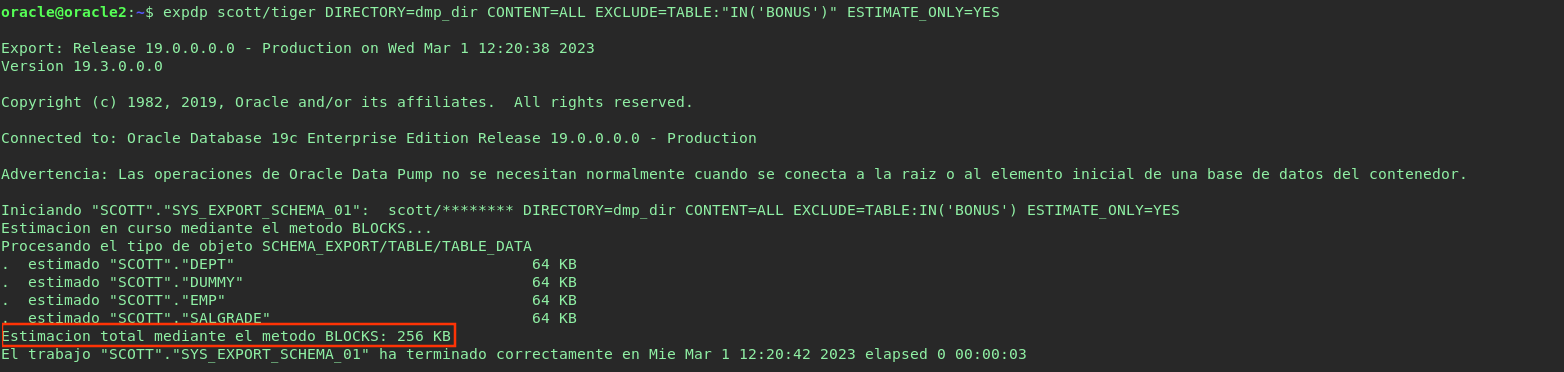 oracle@oracle2:~$ expdp scott/tiger DIRECTORY=dmp_dir CONTENT=ALL EXCLUDE=TABLE:"IN('BONUS')" ESTIMATE_ONLY=YES
Export: Release 19.0.0.0.0 - Production on Wed Mar 1 12:20:38 2023
Version 19.3.0.0.0
Copyright (c) 1982, 2019, Oracle and/or its affiliates.  All rights reserved.
Connected to: Oracle Database 19c Enterprise Edition Release 19.0.0.0.0 - Production
Advertencia: Las operaciones de Oracle Data Pump no se necesitan normalmente cuando se conecta a la raiz o al elemento inicial de una base de datos del contenedor.
Iniciando "SCOTT"."SYS_EXPORT_SCHEMA_01":  scott/******** DIRECTORY=dmp_dir CONTENT=ALL EXCLUDE=TABLE:IN('BONUS') ESTIMATE_ONLY=YES
Estimacion en curso mediante el metodo BLOCKS...
Procesando el tipo de objeto SCHEMA_EXPORT/TABLE/TABLE_DATA
.  estimado "SCOTT"."DEPT"                                 64 KB
.  estimado "SCOTT"."DUMMY"                                64 KB
.  estimado "SCOTT"."EMP"                                  64 KB
.  estimado "SCOTT"."SALGRADE"                             64 KB
Estimacion total mediante el metodo BLOCKS: 256 KB
El trabajo "SCOTT"."SYS_EXPORT_SCHEMA_01" ha terminado correctamente en Mie Mar 1 12:20:42 2023 elapsed 0 00:00:03